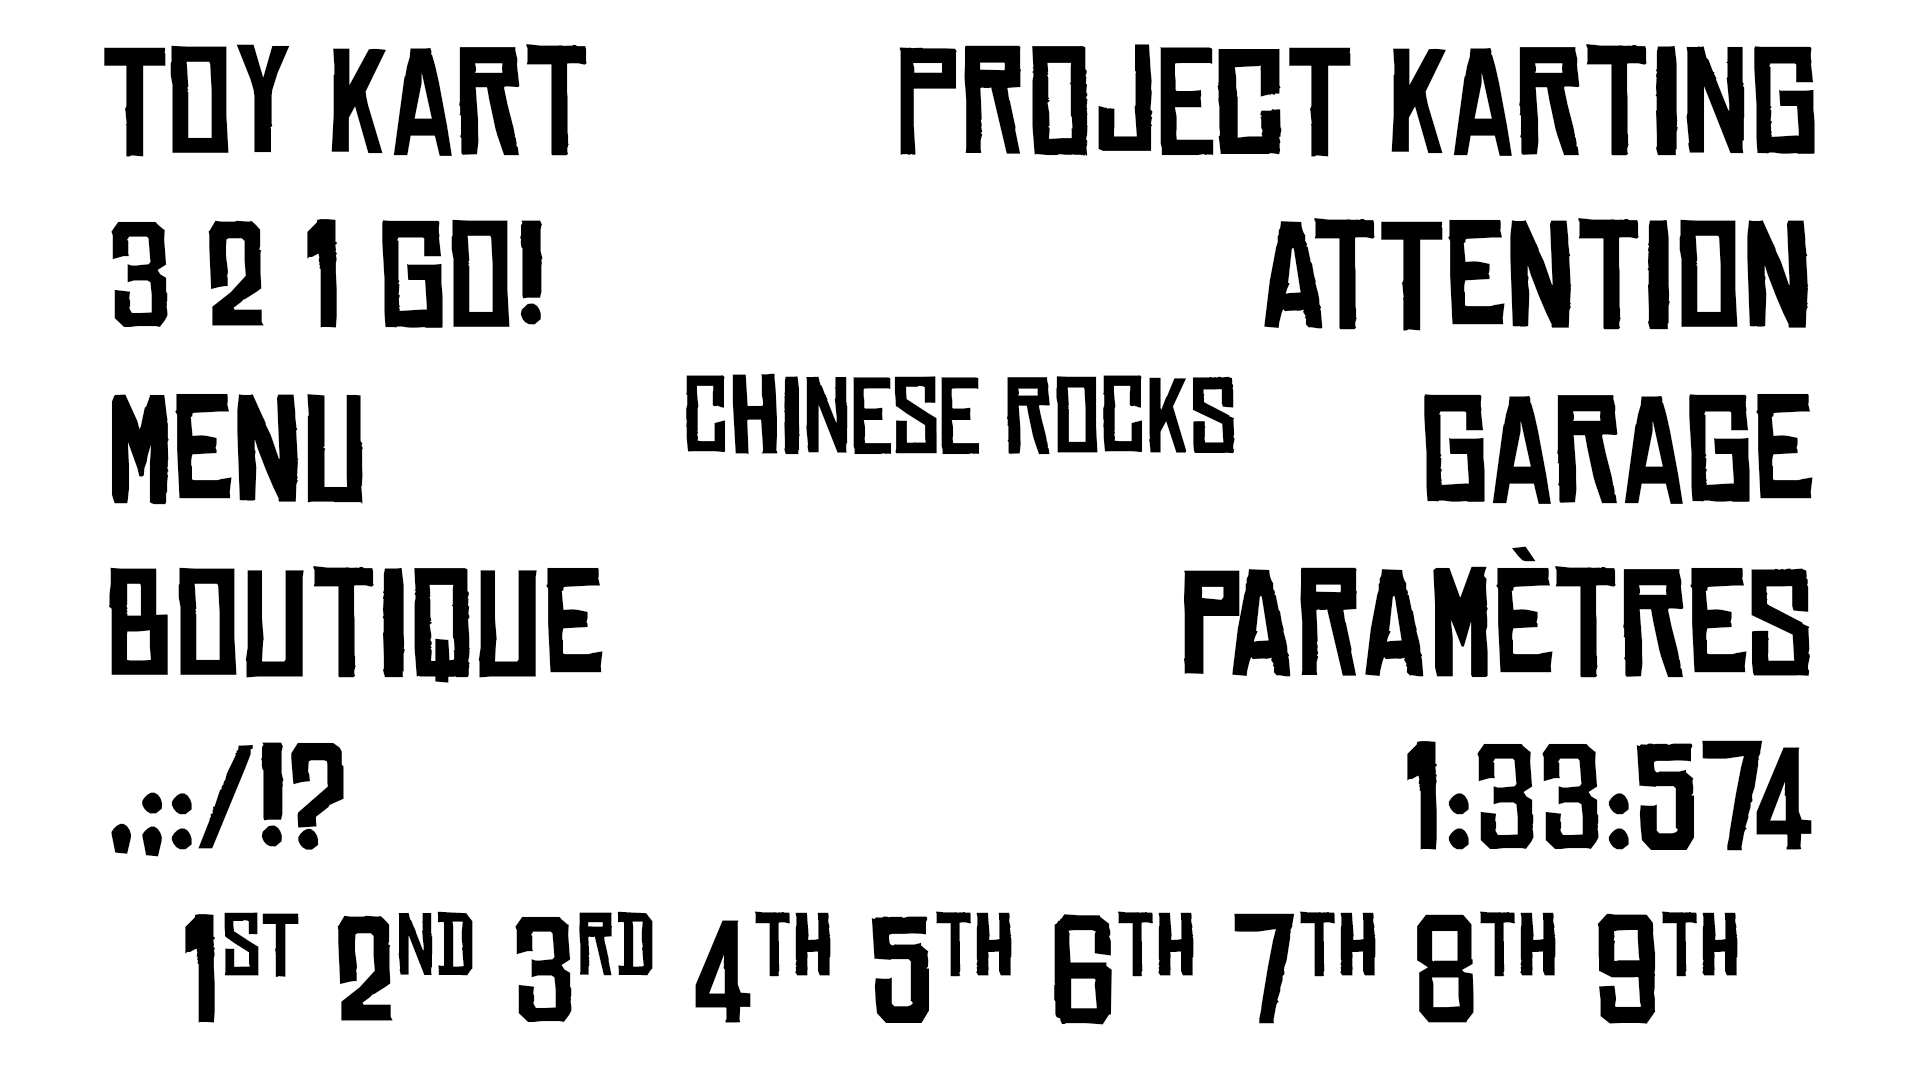 TOY KART PROJECT KARTING
3 2 1 GO! ATTENTION
MENU CHINESE ROCKS GARAGE
BOUTIQUE PARAMÈTRES
.,;:/!? 1:33:574
1ST 2ND 3RD 4TH 5TH 6TH 7TH 8TH 9TH